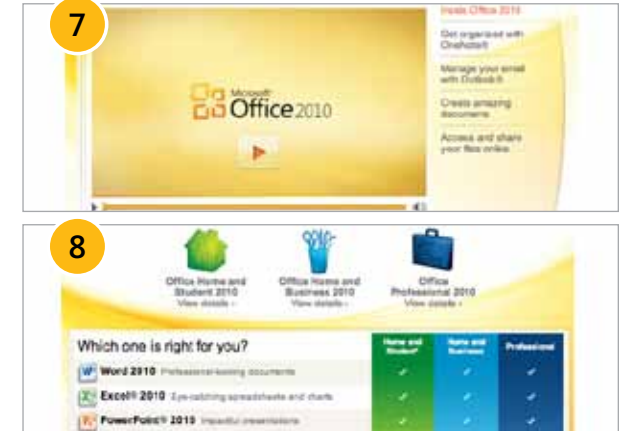 7
Inside Office 2010
Get organized with
OneNote®
Manage your email
with Outlook®
Create amazing
documents
Access and share
your files online
Microsoft®
Office 2010
8
Office Home and
Student 2010
View details ›
Office Home and
Business 2010
View details ›
Office
Professional 2010
View details ›
Which one is right for you?
Home and
Student*
Home and
Business
Professional
Word 2010 Professional-looking documents
Excel® 2010 Eye-catching spreadsheets and charts
PowerPoint® 2010 Impactful presentations